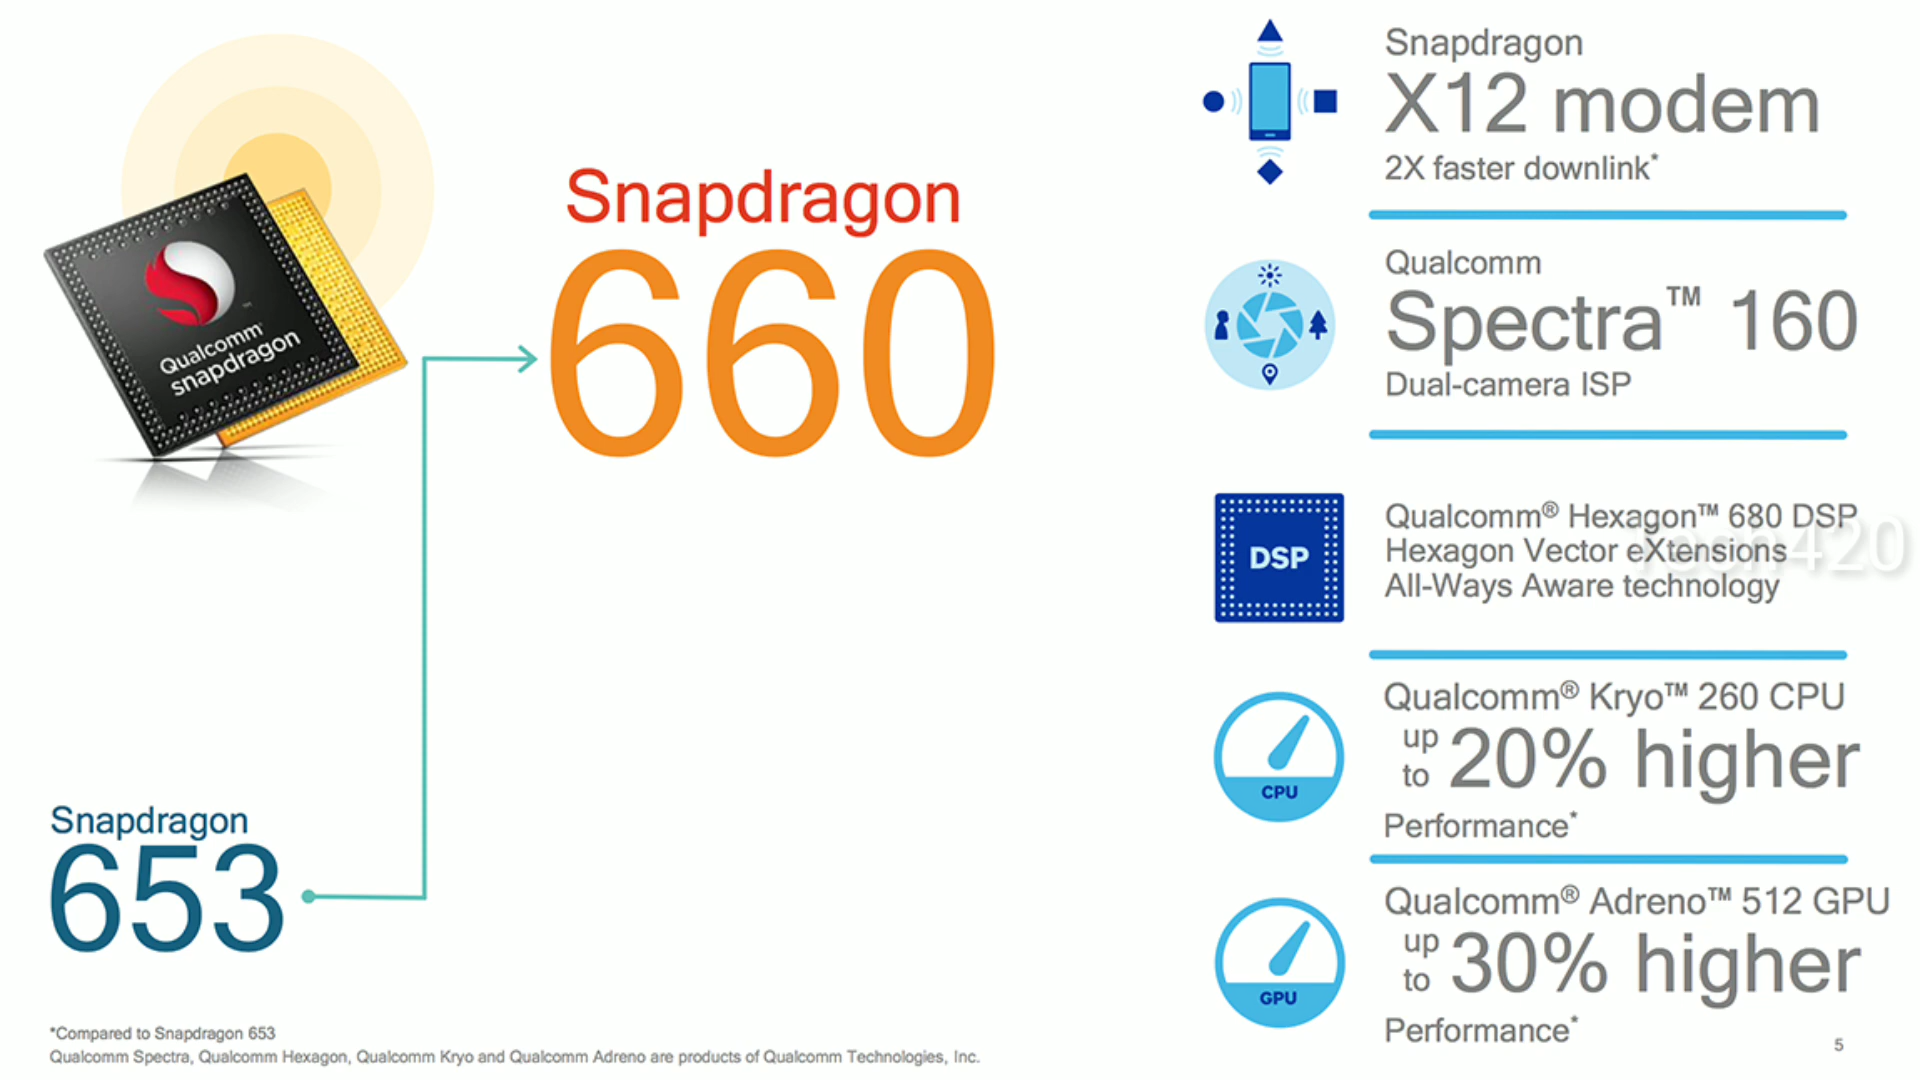 Qualcomm
snapdragon
Snapdragon
660
Snapdragon
653
Snapdragon
X12 modem
2X faster downlink*
Qualcomm
Spectra™ 160
Dual-camera ISP
DSP
Qualcomm® Hexagon™ 680 DSP
Hexagon Vector eXtensions
All-Ways Aware technology
Tech420
CPU
Qualcomm® Kryo™ 260 CPU
up to 20% higher
Performance*
GPU
Qualcomm® Adreno™ 512 GPU
up to 30% higher
Performance*
*Compared to Snapdragon 653
Qualcomm Spectra, Qualcomm Hexagon, Qualcomm Kryo and Qualcomm Adreno are products of Qualcomm Technologies, Inc.
5